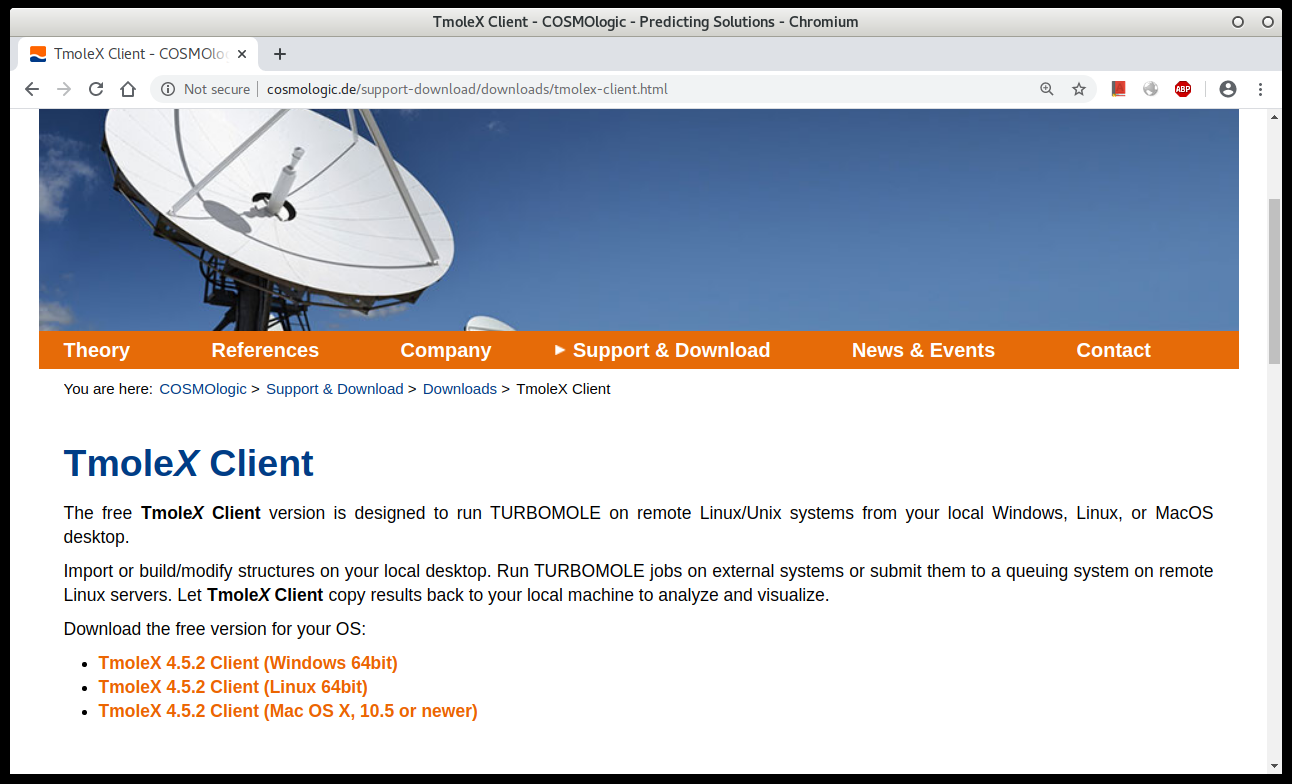 TmoleX Client - COSMOlogic - Predicting Solutions - Chromium
TmoleX Client - COSMOlo
Not secure
cosmologic.de/support-download/downloads/tmolex-client.html
ABP
Theory References Company Support & Download News & Events Contact
You are here: COSMOlogic > Support & Download > Downloads > TmoleX Client
TmoleX Client
The free TmoleX Client version is designed to run TURBOMOLE on remote Linux/Unix systems from your local Windows, Linux, or MacOS
desktop.
Import or build/modify structures on your local desktop. Run TURBOMOLE jobs on external systems or submit them to a queuing system on remote
Linux servers. Let TmoleX Client copy results back to your local machine to analyze and visualize.
Download the free version for your OS:
TmoleX 4.5.2 Client (Windows 64bit)
TmoleX 4.5.2 Client (Linux 64bit)
TmoleX 4.5.2 Client (Mac OS X, 10.5 or newer)